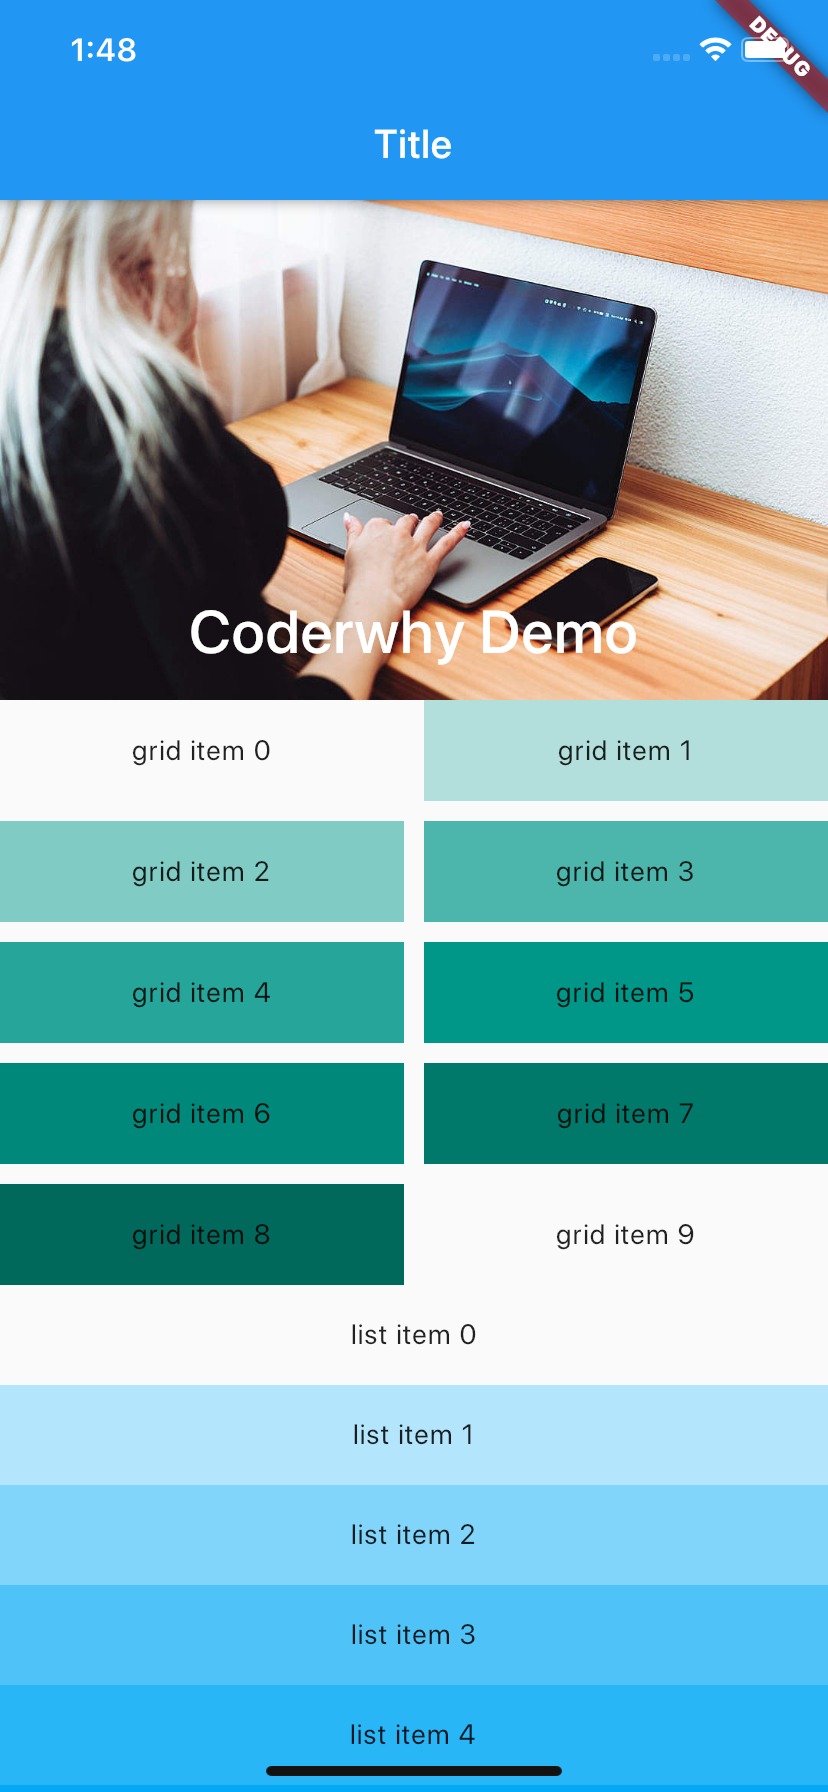 1:48
DEBUG
Title
Coderwhy Demo
grid item 0
grid item 1
grid item 2
grid item 3
grid item 4
grid item 5
grid item 6
grid item 7
grid item 8
grid item 9
list item 0
list item 1
list item 2
list item 3
list item 4